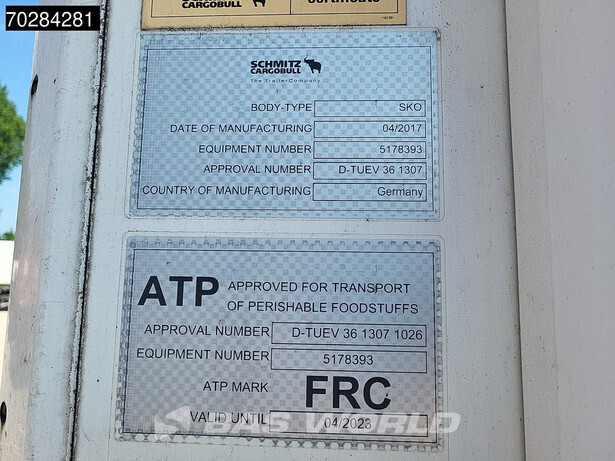 70284281
CARGOBULL
SCHMITZ
CARGOBULL
The Trailer Company
BODY-TYPE SKO
DATE OF MANUFACTURING 04/2017
EQUIPMENT NUMBER 5178393
APPROVAL NUMBER D-TUEV 36 1307
COUNTRY OF MANUFACTURING Germany
ATP APPROVED FOR TRANSPORT
OF PERISHABLE FOODSTUFFS
APPROVAL NUMBER D-TUEV 36 1307 1026
EQUIPMENT NUMBER 5178393
ATP MARK FRC
VALID UNTIL 04/2023
BAS WORLD